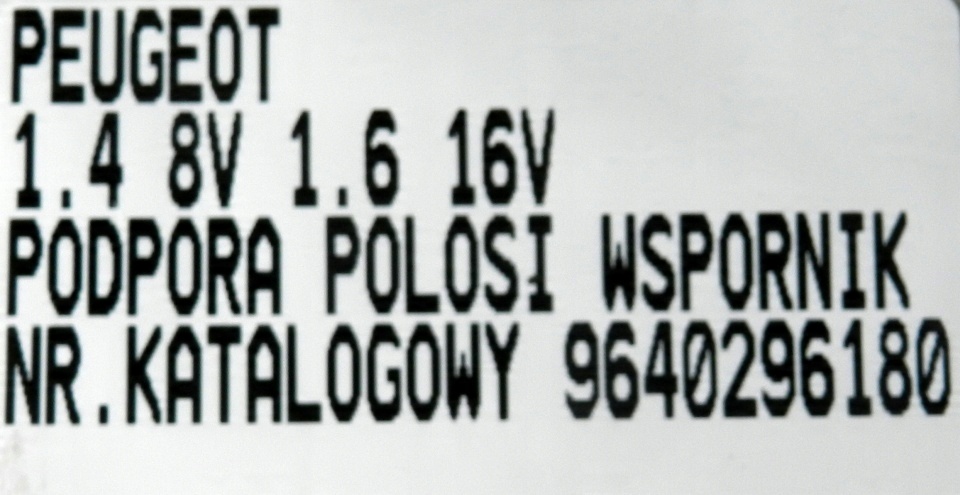 PEUGEOT
1.4 8V 1.6 16V
PODPORA POLOSI WSPORNIK
NR.KATALOGOWY 9640296180